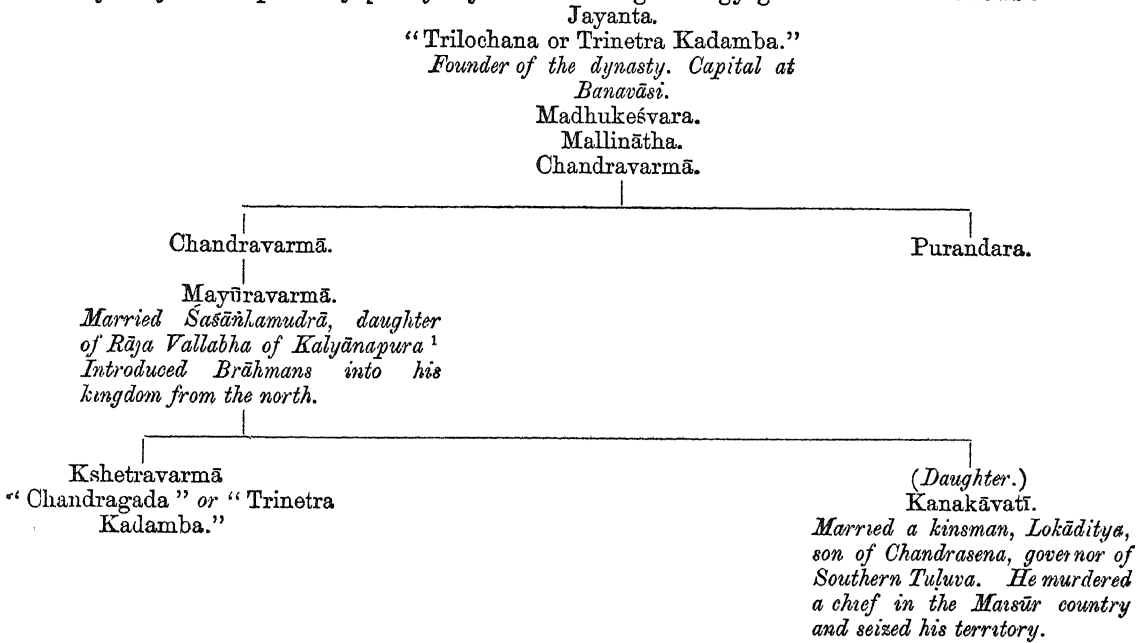 Jayanta.
“Trilochana or Trinetra Kadamba.”
Founder of the dynasty. Capital at
Banavāsi.
Madhukeśvara.
Mallinātha.
Chandravarmā.
Chandravarmā.
Purandara.
Mayūravarmā.
Married Śaśāṅkamudrā, daughter
of Rāja Vallabha of Kalyānapura 1
Introduced Brāhmans into his
kingdom from the north.
Kshetravarmā
“Chandragada” or “Trinetra
Kadamba.”
(Daughter.)
Kanakāvatī.
Married a kinsman, Lokāditya,
son of Chandrasena, governor of
Southern Tuḷuva. He murdered
a chief in the Maisūr country
and seized his territory.